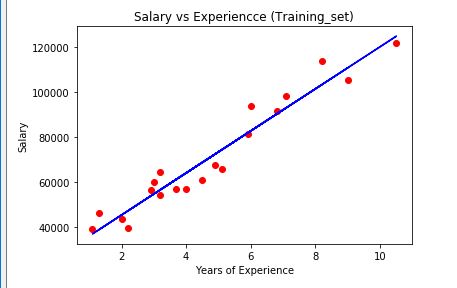 Salary vs Experiencce (Training_set)
120000
100000
80000
60000
40000
Salary
2 4 6 8 10
Years of Experience